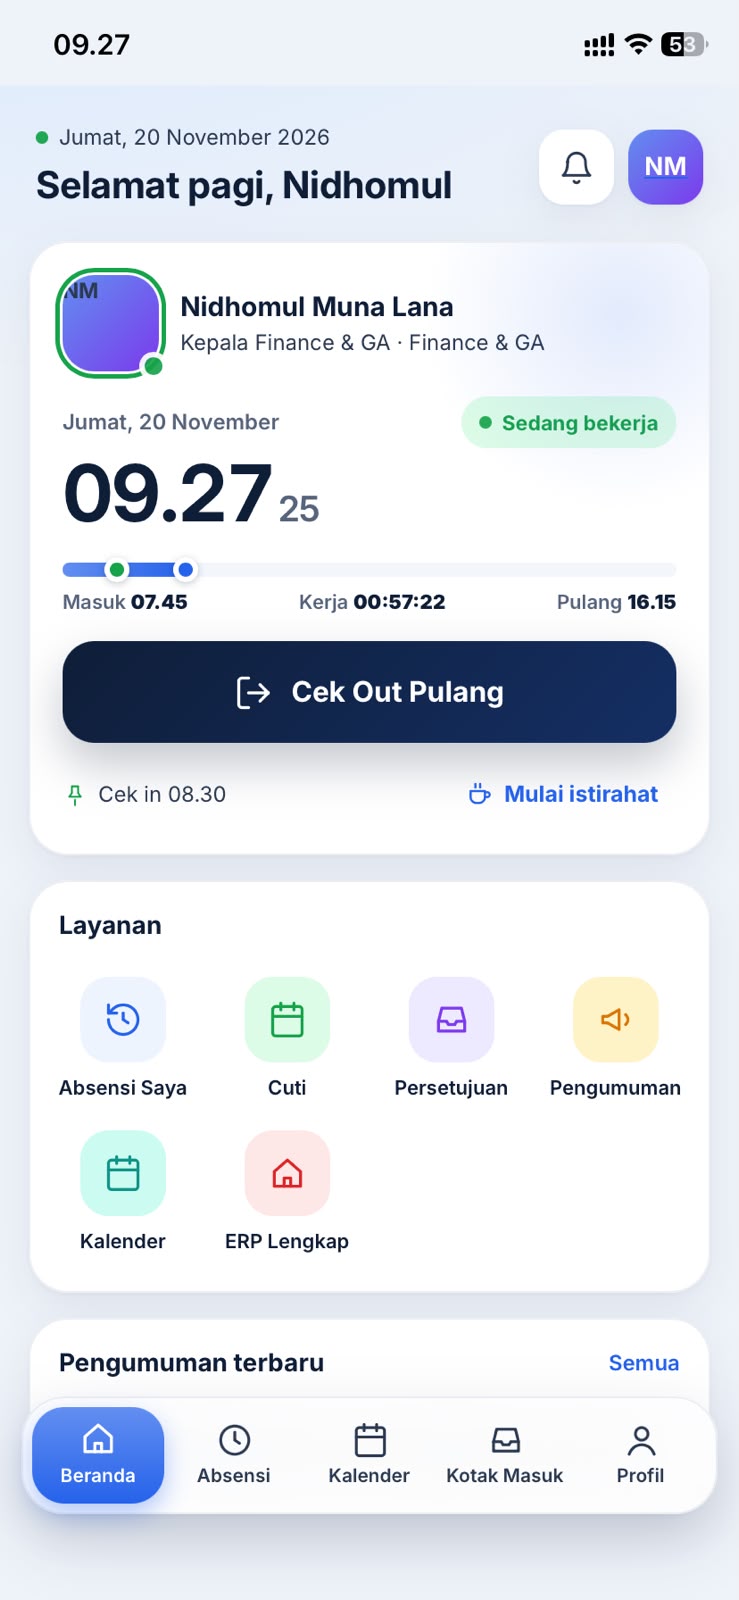 09.27
53
Jumat, 20 November 2026
Selamat pagi, Nidhomul
NM
NM
Nidhomul Muna Lana
Kepala Finance & GA · Finance & GA
Jumat, 20 November
Sedang bekerja
09.27 25
Masuk 07.45 Kerja 00:57:22 Pulang 16.15
Cek Out Pulang
Cek in 08.30 Mulai istirahat
Layanan
Absensi Saya Cuti Persetujuan Pengumuman
Kalender ERP Lengkap
Pengumuman terbaru Semua
Beranda Absensi Kalender Kotak Masuk Profil